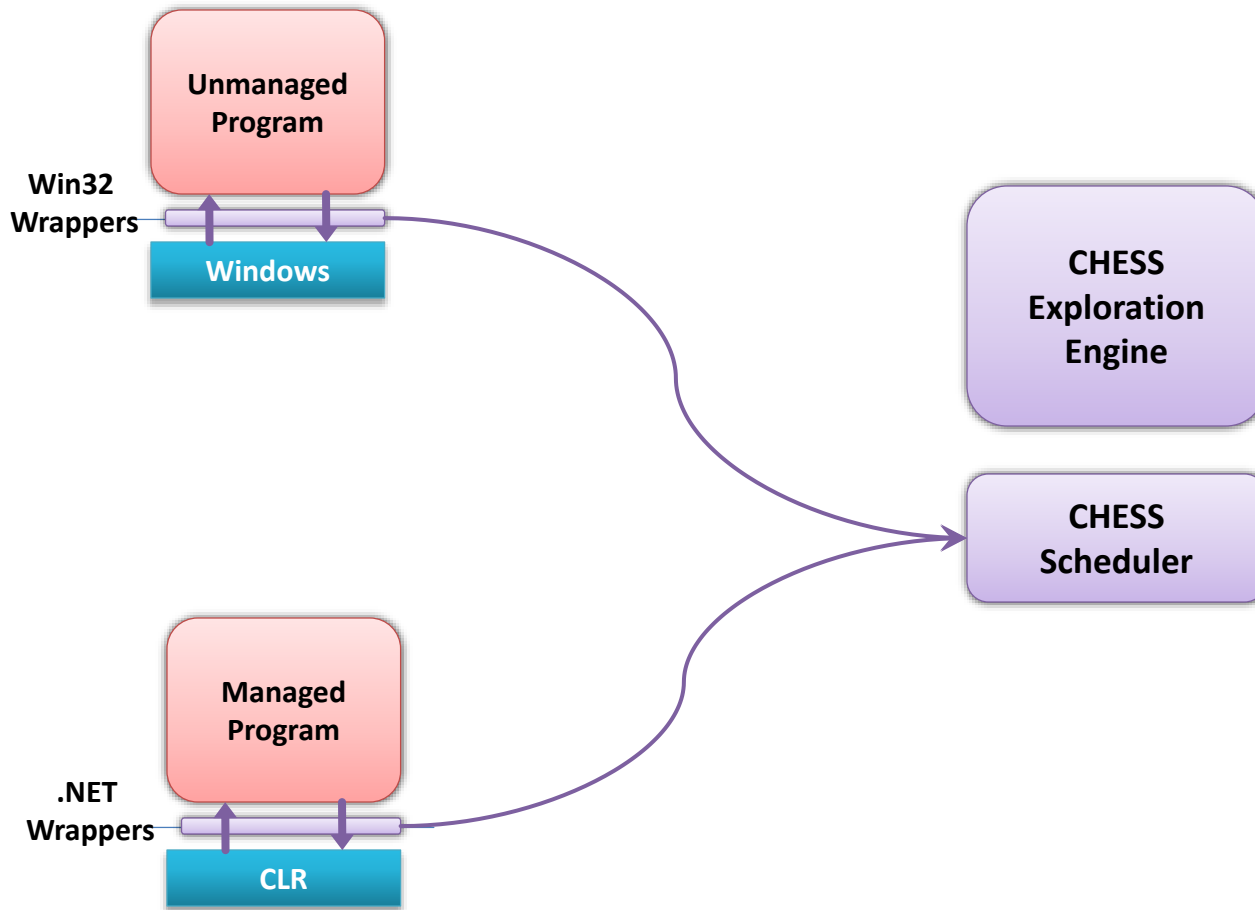 Unmanaged
Program
Win32
Wrappers
Windows
CHESS
Exploration
Engine
CHESS
Scheduler
Managed
Program
.NET
Wrappers
CLR